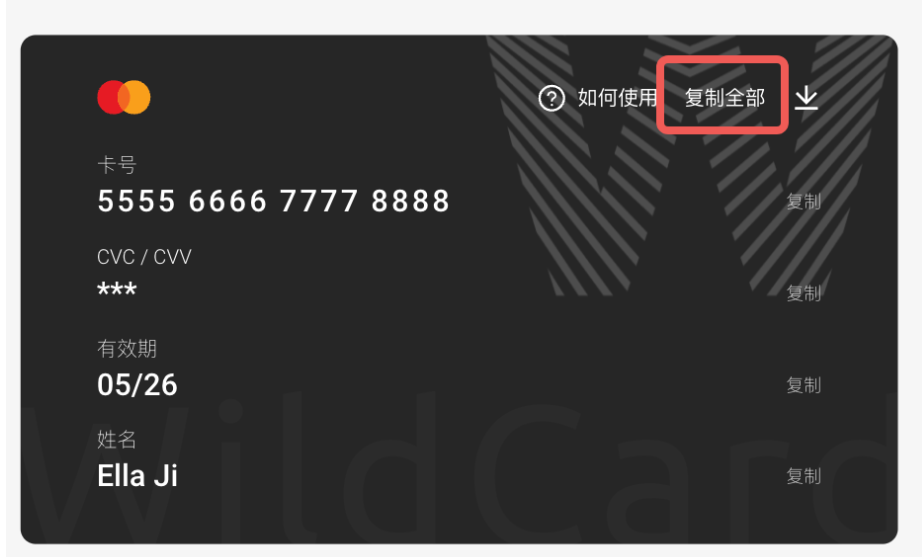 如何使用 复制全部
卡号
5555 6666 7777 8888 复制
CVC / CVV
*** 复制
有效期
05/26 复制
姓名
Ella Ji 复制
WildCard